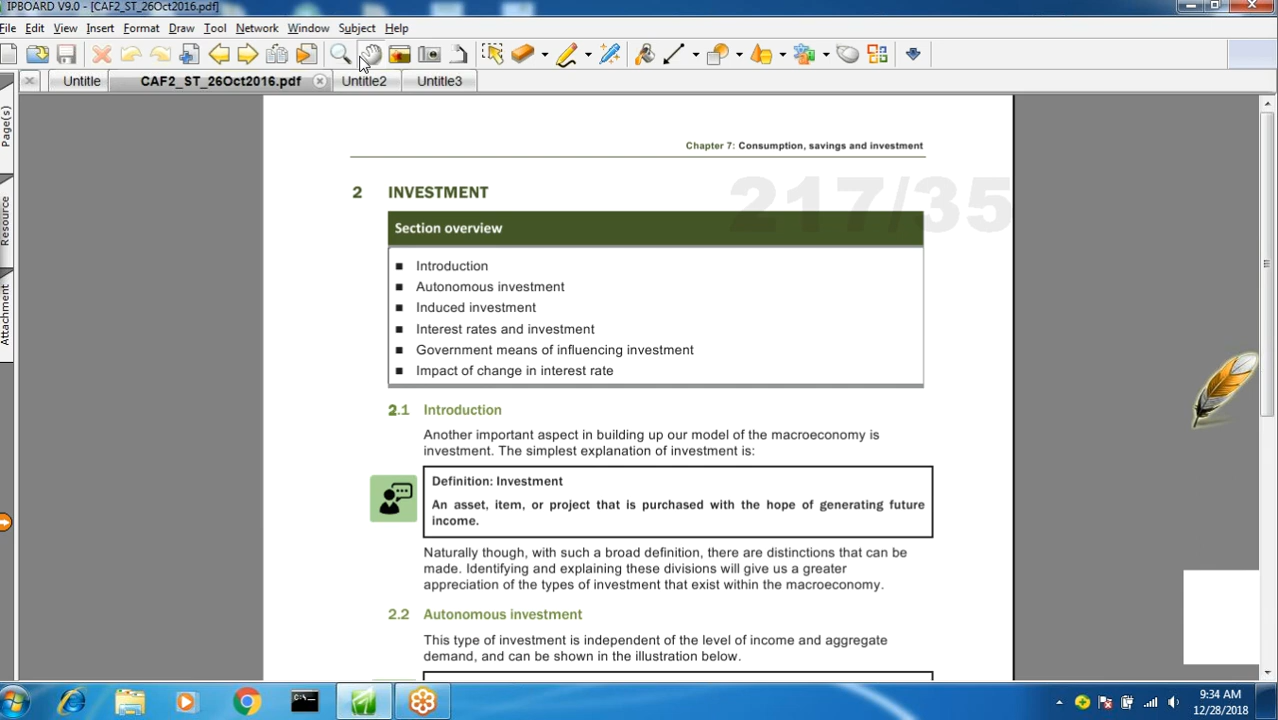 IPBOARD V9.0 - [CAF2_ST_26Oct2016.pdf]
File Edit View Insert Format Draw Tool Network Window Subject Help
Untitle CAF2_ST_26Oct2016.pdf Untitle2 Untitle3
Page(s)
Resource
Attachment
Chapter 7: Consumption, savings and investment
217/35
2 INVESTMENT
Section overview
■ Introduction
■ Autonomous investment
■ Induced investment
■ Interest rates and investment
■ Government means of influencing investment
■ Impact of change in interest rate
2.1 Introduction
Another important aspect in building up our model of the macroeconomy is
investment. The simplest explanation of investment is:
Definition: Investment
An asset, item, or project that is purchased with the hope of generating future
income.
Naturally though, with such a broad definition, there are distinctions that can be
made. Identifying and explaining these divisions will give us a greater
appreciation of the types of investment that exist within the macroeconomy.
2.2 Autonomous investment
This type of investment is independent of the level of income and aggregate
demand, and can be shown in the illustration below.
9:34 AM
12/28/2018